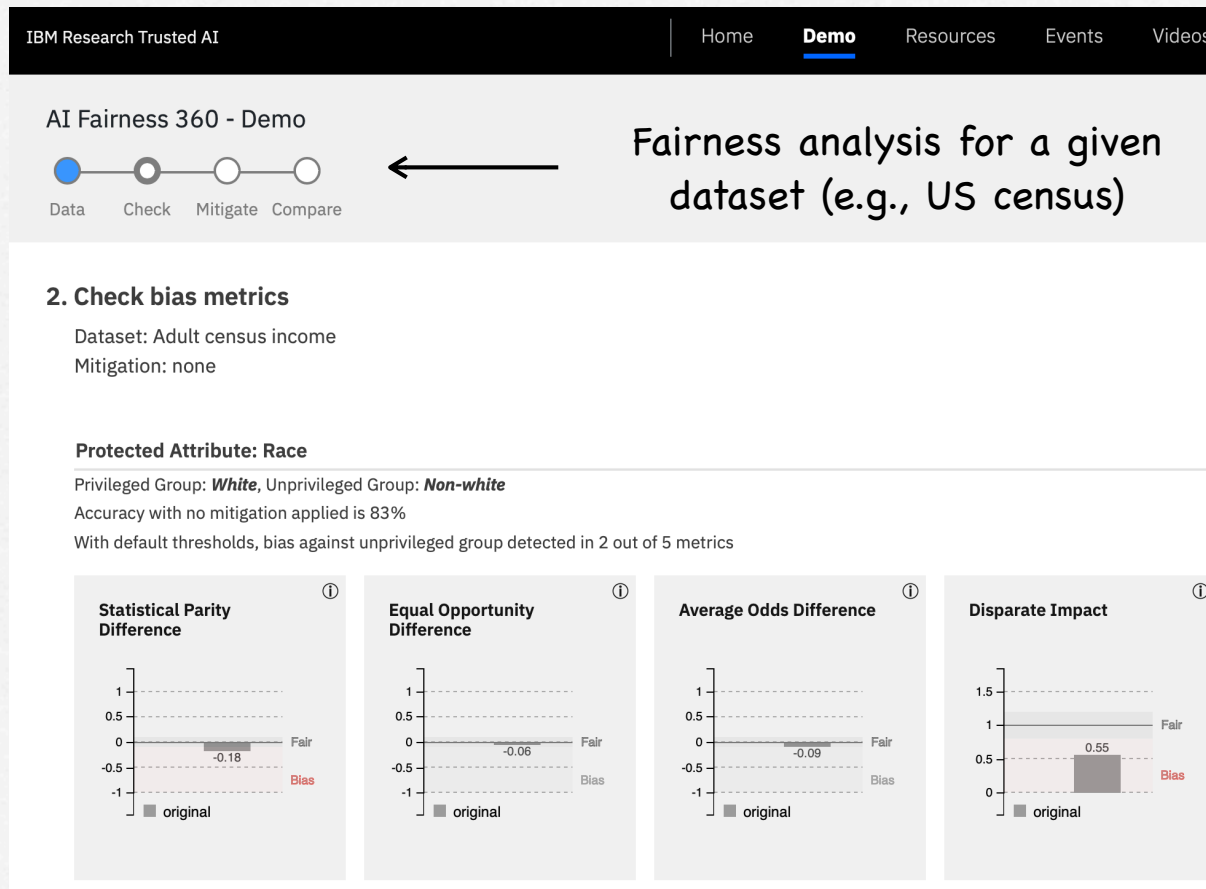 IBM Research Trusted AI
Home Demo Resources Events Videos
AI Fairness 360 - Demo
Data Check Mitigate Compare
Fairness analysis for a given
dataset (e.g., US census)
2. Check bias metrics
Dataset: Adult census income
Mitigation: none
Protected Attribute: Race
Privileged Group: White, Unprivileged Group: Non-white
Accuracy with no mitigation applied is 83%
With default thresholds, bias against unprivileged group detected in 2 out of 5 metrics
Statistical Parity
Difference
1
0.5
0
-0.5
-1
-0.18
Fair
Bias
original
Equal Opportunity
Difference
1
0.5
0
-0.5
-1
-0.06
Fair
Bias
original
Average Odds Difference
1
0.5
0
-0.5
-1
-0.09
Fair
Bias
original
Disparate Impact
1.5
1
0.5
0
0.55
Fair
Bias
original